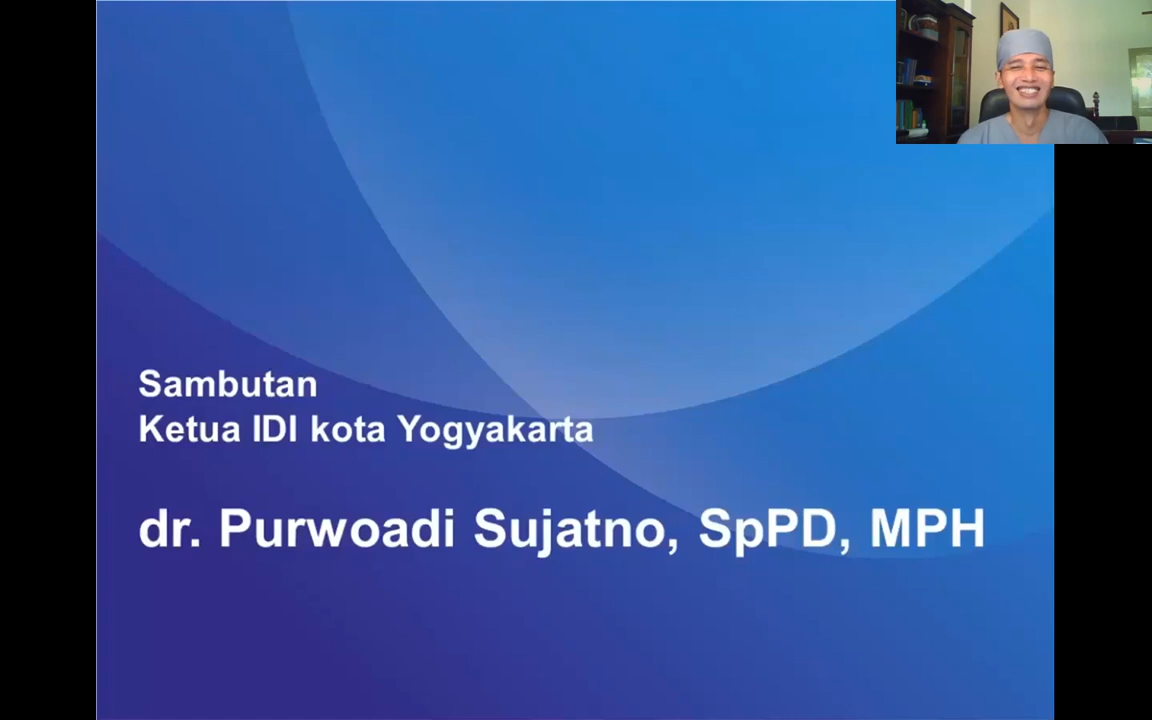 Sambutan
Ketua IDI kota Yogyakarta
dr. Purwoadi Sujatno, SpPD, MPH